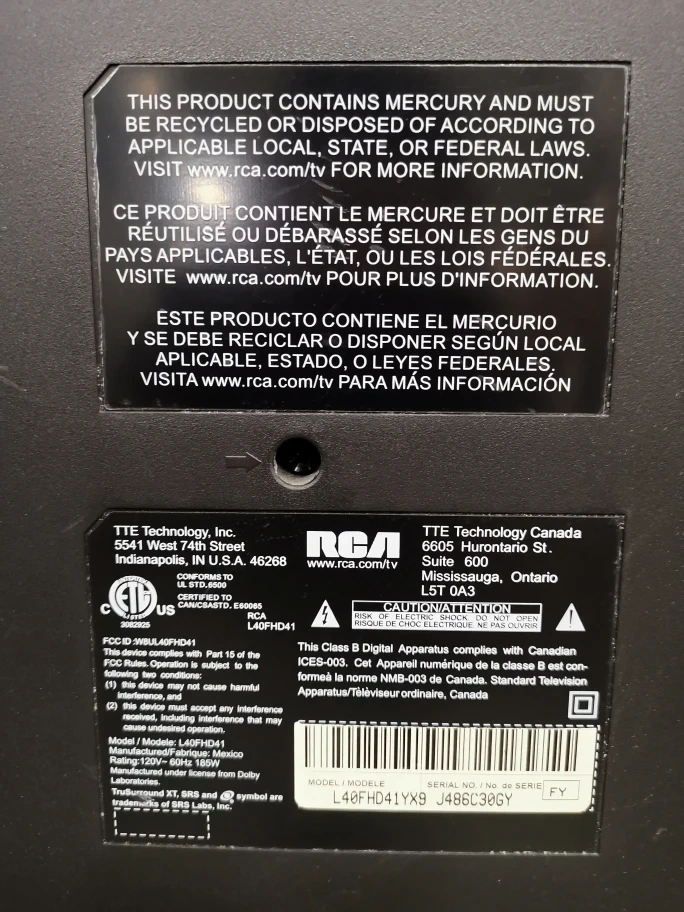 THIS PRODUCT CONTAINS MERCURY AND MUST
BE RECYCLED OR DISPOSED OF ACCORDING TO
APPLICABLE LOCAL, STATE, OR FEDERAL LAWS.
VISIT www.rca.com/tv FOR MORE INFORMATION.
CE PRODUIT CONTIENT LE MERCURE ET DOIT ÊTRE
RÉUTILISÉ OU DÉBARASSÉ SELON LES GENS DU
PAYS APPLICABLES, L'ÉTAT, OU LES LOIS FÉDÉRALES.
VISITE www.rca.com/tv POUR PLUS D'INFORMATION.
ESTE PRODUCTO CONTIENE EL MERCURIO
Y SE DEBE RECICLAR O DISPONER SEGÚN LOCAL
APLICABLE, ESTADO, O LEYES FEDERALES.
VISITA www.rca.com/tv PARA MÁS INFORMACIÓN
TTE Technology, Inc.
5541 West 74th Street
Indianapolis, IN U.S.A. 46268
RCA
www.rca.com/tv
TTE Technology Canada
6605 Hurontario St.
Suite 600
Mississauga, Ontario
L5T 0A3
C ETL US
LISTED
3082925
CONFORMS TO
UL STD.6500
CERTIFIED TO
CAN/CSASTD. E60065
RCA
L40FHD41
CAUTION/ATTENTION
RISK OF ELECTRIC SHOCK DO NOT OPEN
RISQUE DE CHOC ELECTRIQUE NE PAS OUVRIR
FCC ID :W8UL40FHD41
This device complies with Part 15 of the
FCC Rules. Operation is subject to the
following two conditions:
(1) this device may not cause harmful
interference, and
(2) this device must accept any interference
received, including interference that may
cause undesired operation.
Model / Modele: L40FHD41
Manufactured/Fabrique: Mexico
Rating:120V~ 60Hz 185W
Manufactured under license from Dolby
Laboratories.
TruSurround XT, SRS and symbol are
trademarks of SRS Labs, Inc.
This Class B Digital Apparatus complies with Canadian
ICES-003. Cet Appareil numérique de la classe B est con-
formeà la norme NMB-003 de Canada. Standard Television
Apparatus/Tèlèviseur ordinaire, Canada
MODEL / MODELE
L40FHD41YX9
SERIAL NO. / No. de SERIE
J486C30GY
FY